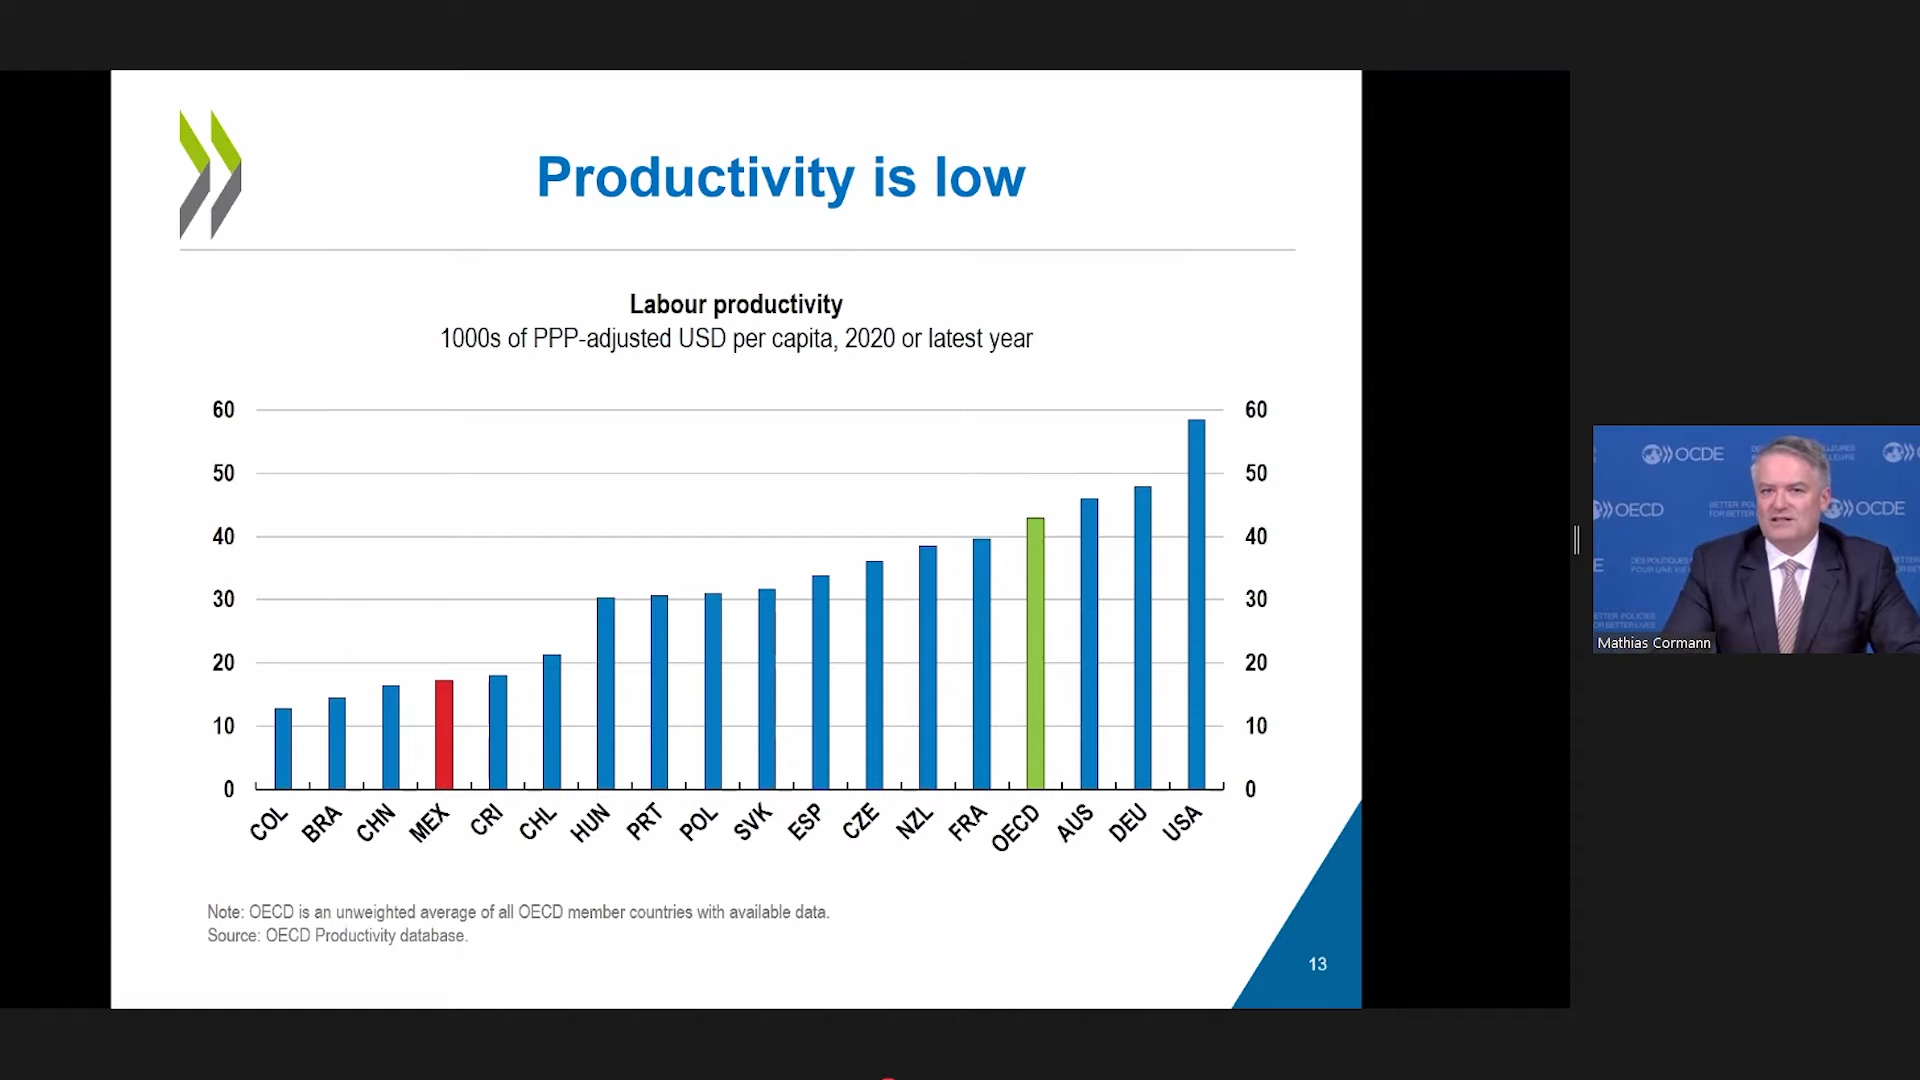 Productivity is low
Labour productivity
1000s of PPP-adjusted USD per capita, 2020 or latest year
60 60
50 50
40 40
30 30
20 20
10 10
0 0
COL BRA CHN MEX CRI CHL HUN PRT POL SVK ESP CZE NZL FRA OECD AUS DEU USA
Note: OECD is an unweighted average of all OECD member countries with available data.
Source: OECD Productivity database.
13
OCDE
OECD
OCDE
Mathias Cormann